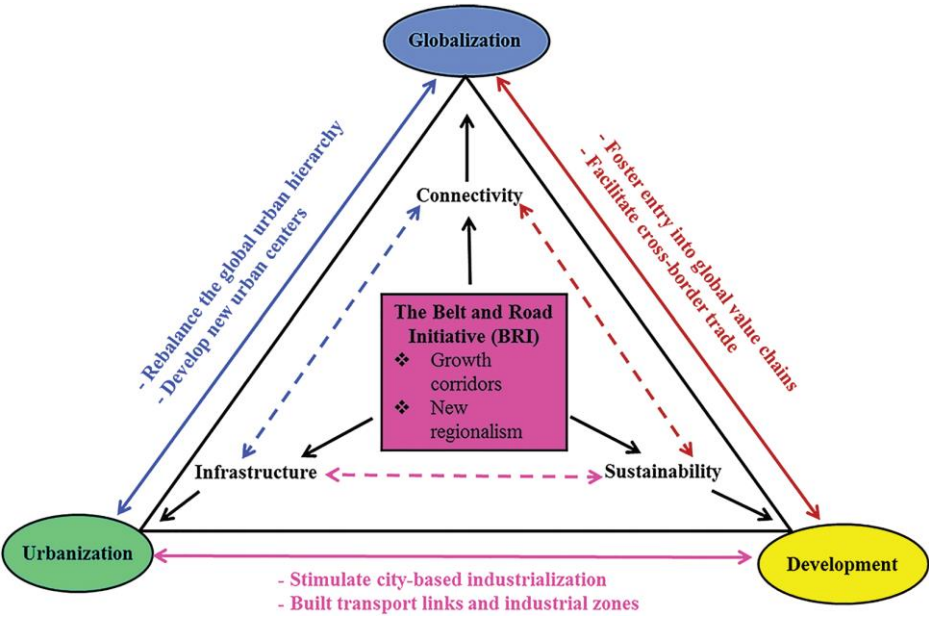 Globalization
- Rebalance the global urban hierarchy
- Develop new urban centers
- Foster entry into global value chains
- Facilitate cross-border trade
Connectivity
The Belt and Road
Initiative (BRI)
❖ Growth
corridors
❖ New
regionalism
Infrastructure
Sustainability
Urbanization
Development
- Stimulate city-based industrialization
- Built transport links and industrial zones